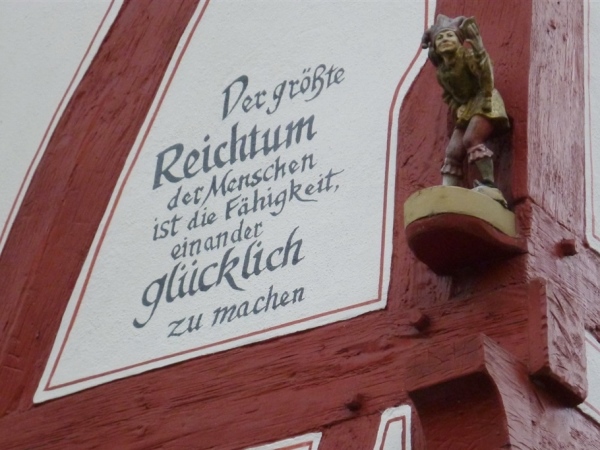 Der größte
Reichtum
der Menschen
ist die Fähigkeit,
einander
glücklich
zu machen